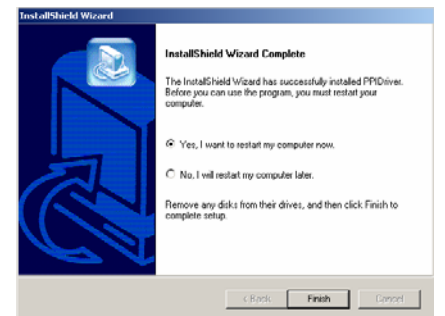 InstallShield Wizard
InstallShield Wizard Complete
The InstallShield Wizard has successfully installed PPIDriver.
Before you can use the program, you must restart your
computer.
Yes, I want to restart my computer now.
No, I will restart my computer later.
Remove any disks from their drives, and then click Finish to
complete setup.
< Back Finish Cancel